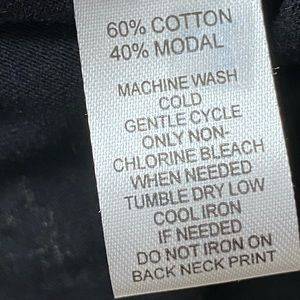 60% COTTON
40% MODAL
MACHINE WASH
COLD
GENTLE CYCLE
ONLY NON-
CHLORINE BLEACH
WHEN NEEDED
TUMBLE DRY LOW
COOL IRON
IF NEEDED
DO NOT IRON ON
BACK NECK PRINT